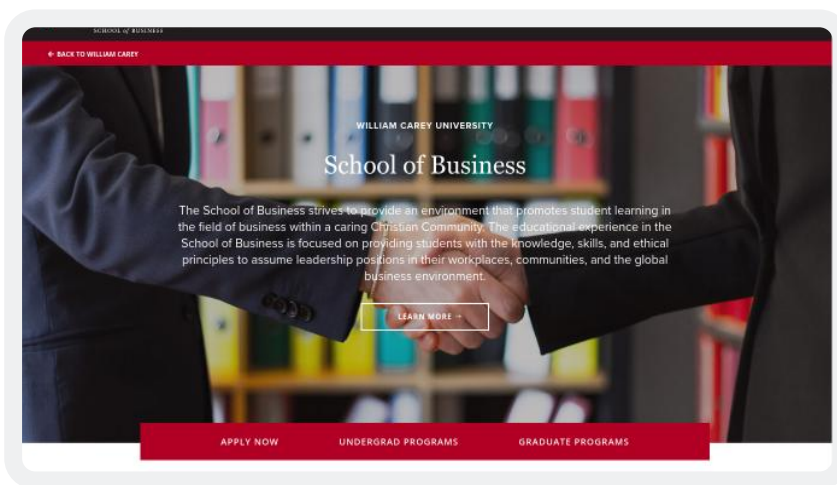 SCHOOL of BUSINESS
← BACK TO WILLIAM CAREY
WILLIAM CAREY UNIVERSITY
School of Business
The School of Business strives to provide an environment that promotes student learning in
the field of business within a caring Christian Community. The educational experience in the
School of Business is focused on providing students with the knowledge, skills, and ethical
principles to assume leadership positions in their workplaces, communities, and the global
business environment.
LEARN MORE →
APPLY NOW UNDERGRAD PROGRAMS GRADUATE PROGRAMS